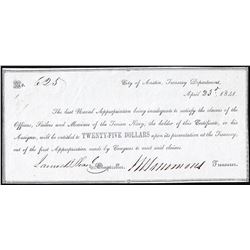 No. 625
City of Austin, Treasury Department,
April 23d 1841
The last Naval Appropriation being inadequate to satisfy the claims of the
Officers, Sailors and Marines of the Texan Navy, the holder of this Certificate, or his
Assigns, will be entitled to TWENTY-FIVE DOLLARS upon its presentation at the Treasury,
out of the first Appropriation made by Congress to meet said claims.
Comptroller. Treasurer.